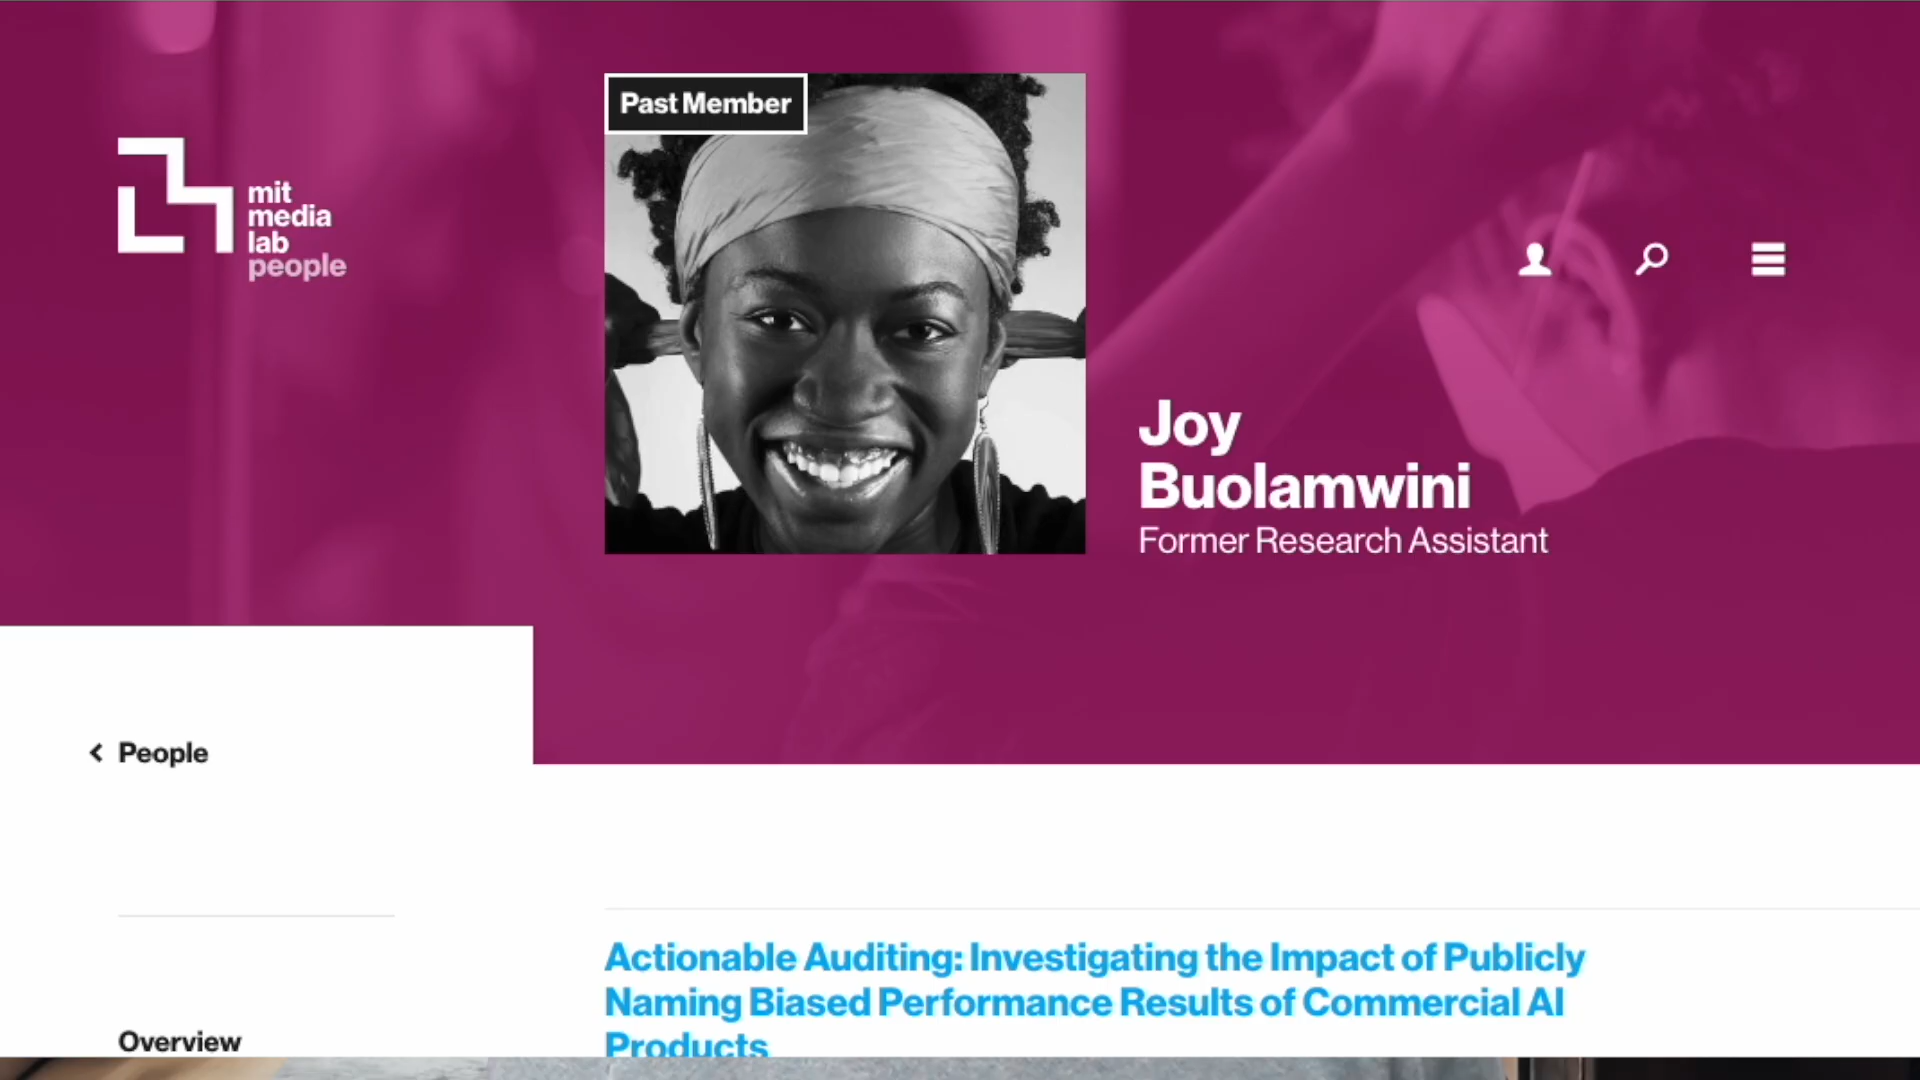 Past Member
mit
media
lab
people
Joy
Buolamwini
Former Research Assistant
People
Actionable Auditing: Investigating the Impact of Publicly
Naming Biased Performance Results of Commercial AI
Products
Overview